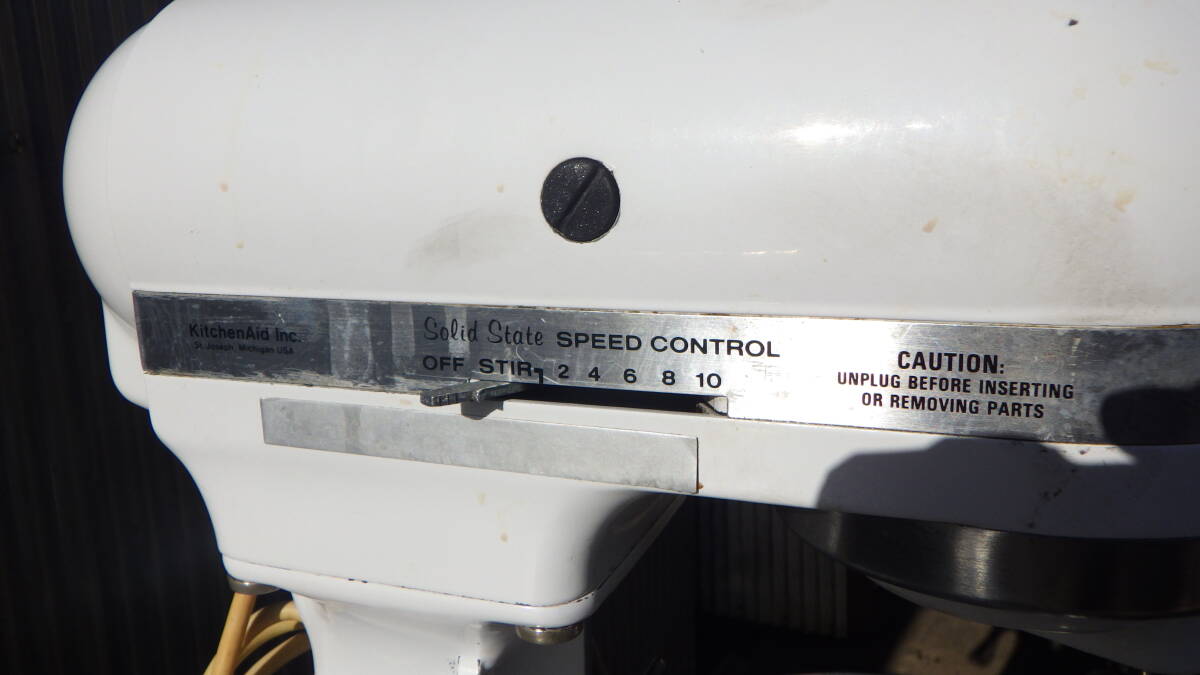 KitchenAid Inc.
St. Joseph, Michigan USA
Solid State SPEED CONTROL
OFF STIR 2 4 6 8 10
CAUTION:
UNPLUG BEFORE INSERTING
OR REMOVING PARTS